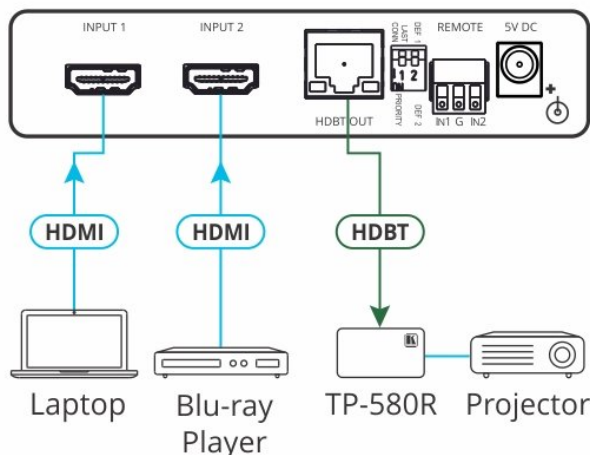 INPUT 1
INPUT 2
HDBT OUT
LAST
CONN
DEF 1
1 2
ON
PRIORITY
DEF 2
REMOTE
IN1 G IN2
5V DC
+
HDMI
HDMI
HDBT
K
Laptop
Blu-ray
Player
TP-580R
Projector